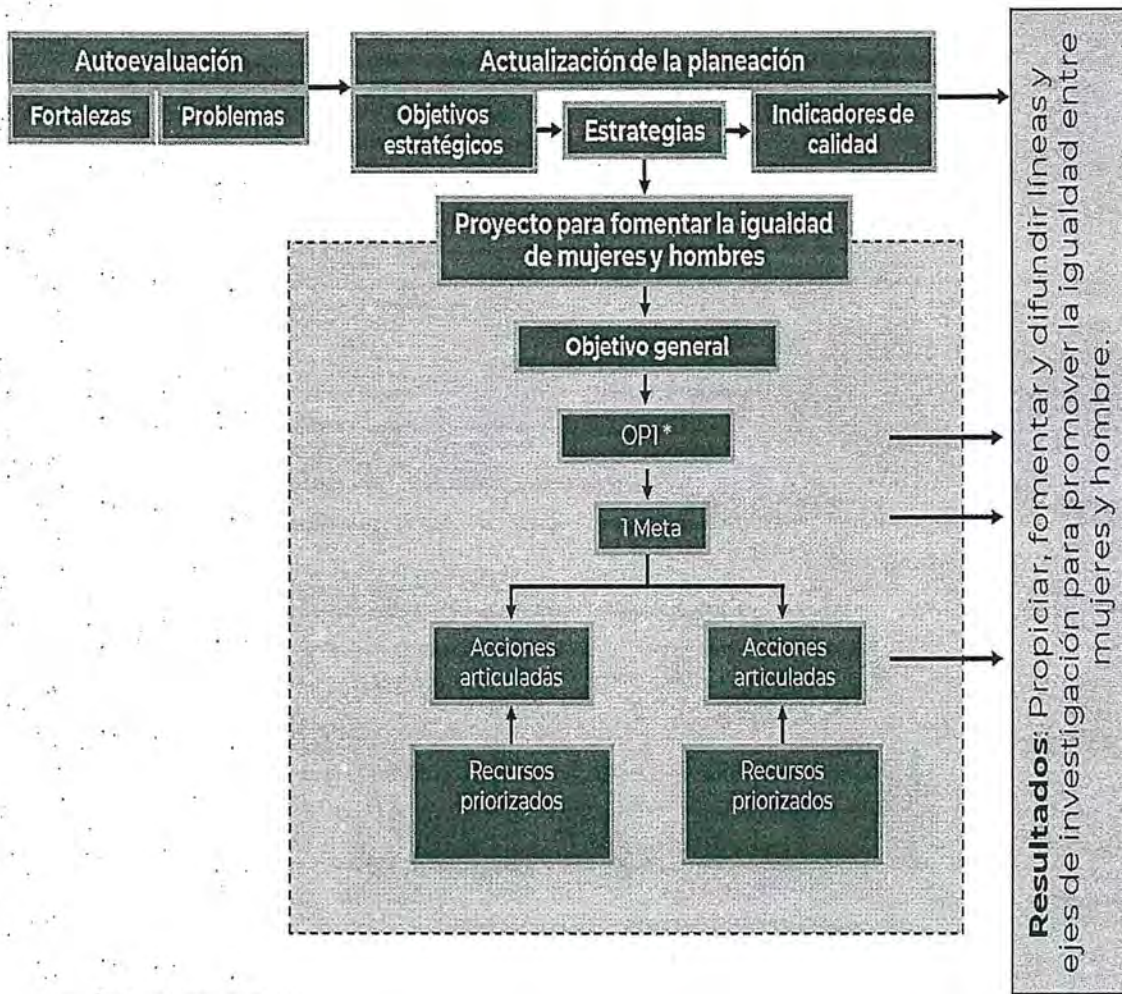 Autoevaluación
Fortalezas
Problemas
Actualización de la planeación
Objetivos
estratégicos
Estrategias
Indicadores de
calidad
Proyecto para fomentar la igualdad
de mujeres y hombres
Objetivo general
OP1 *
1 Meta
Acciones
articuladas
Acciones
articuladas
Recursos
priorizados
Recursos
priorizados
Resultados: Propiciar, fomentar y difundir líneas y
ejes de investigación para promover la igualdad entre
mujeres y hombre.